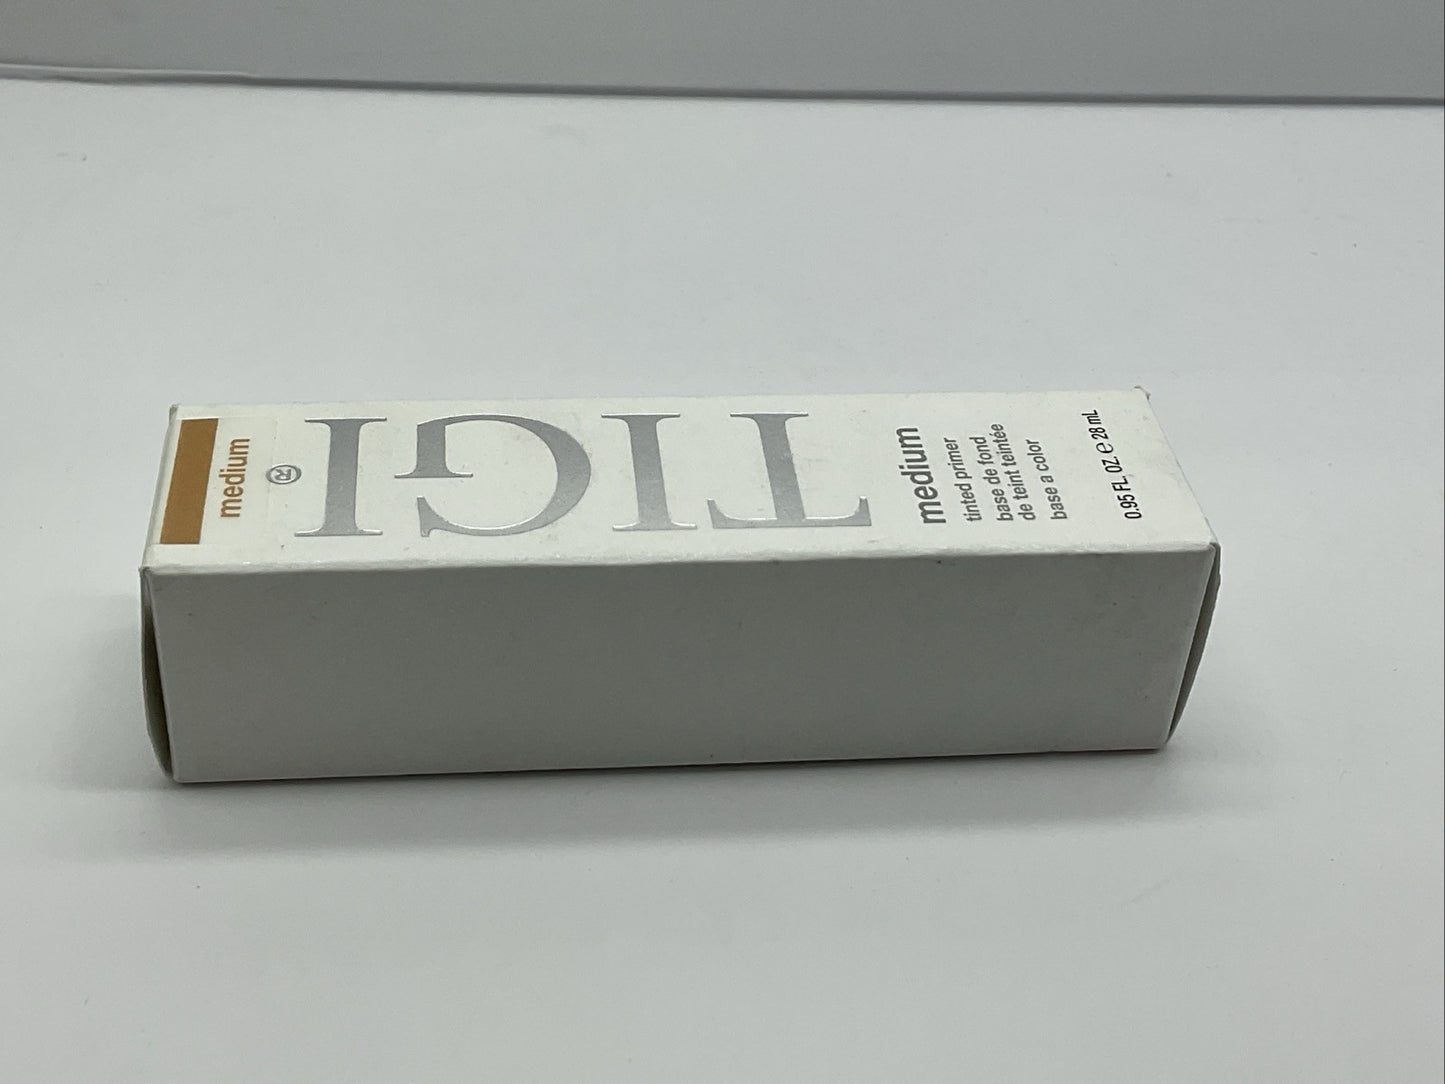 medium
TIGI®
medium
tinted primer
base de fond
de teint teintée
base a color
0.95 FL. OZ. ℮ 28 mL